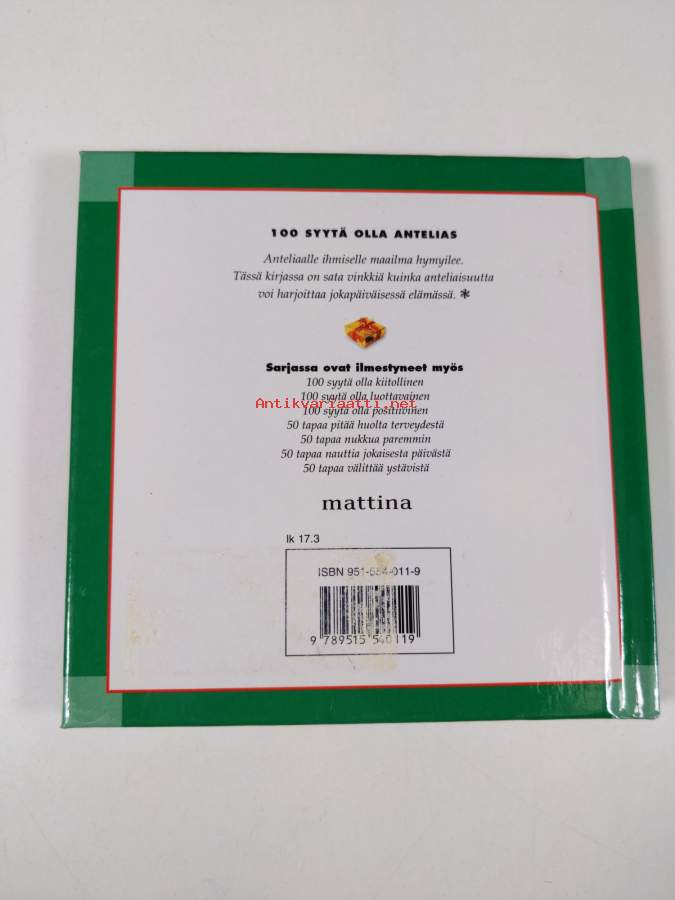 100 SYYTÄ OLLA ANTELIAS
Anteliaalle ihmiselle maailma hymyilee.
Tässä kirjassa on sata vinkkiä kuinka anteliaisuutta
voi harjoittaa jokapäiväisessä elämässä. *
Sarjassa ovat ilmestyneet myös
100 syytä olla kiitollinen
100 syytä olla luottavainen
Antikvariaatti.net
100 syytä olla positiivinen
50 tapaa pitää huolta terveydestä
50 tapaa nukkua paremmin
50 tapaa nauttia jokaisesta päivästä
50 tapaa välittää ystävistä
mattina
lk 17.3
ISBN 951-554-011-9
9 789515 540119